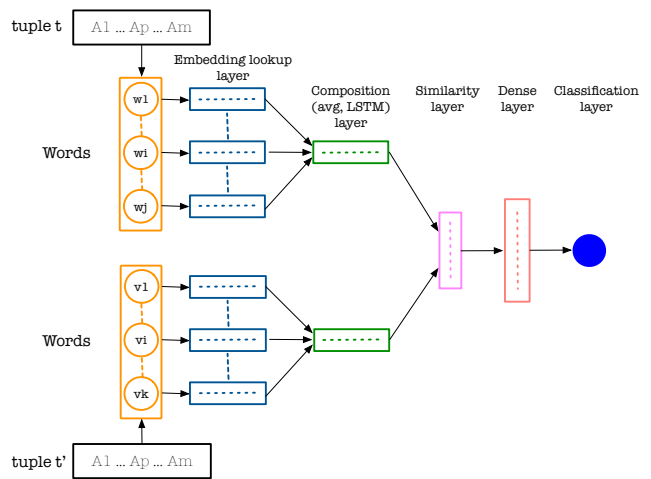 tuple t
A1 ... Ap ... Am
Embedding lookup
layer
Composition
(avg, LSTM)
layer
Similarity
layer
Dense
layer
Classification
layer
Words
w1
wi
wj
Words
v1
vi
vk
tuple t’
A1 ... Ap ... Am